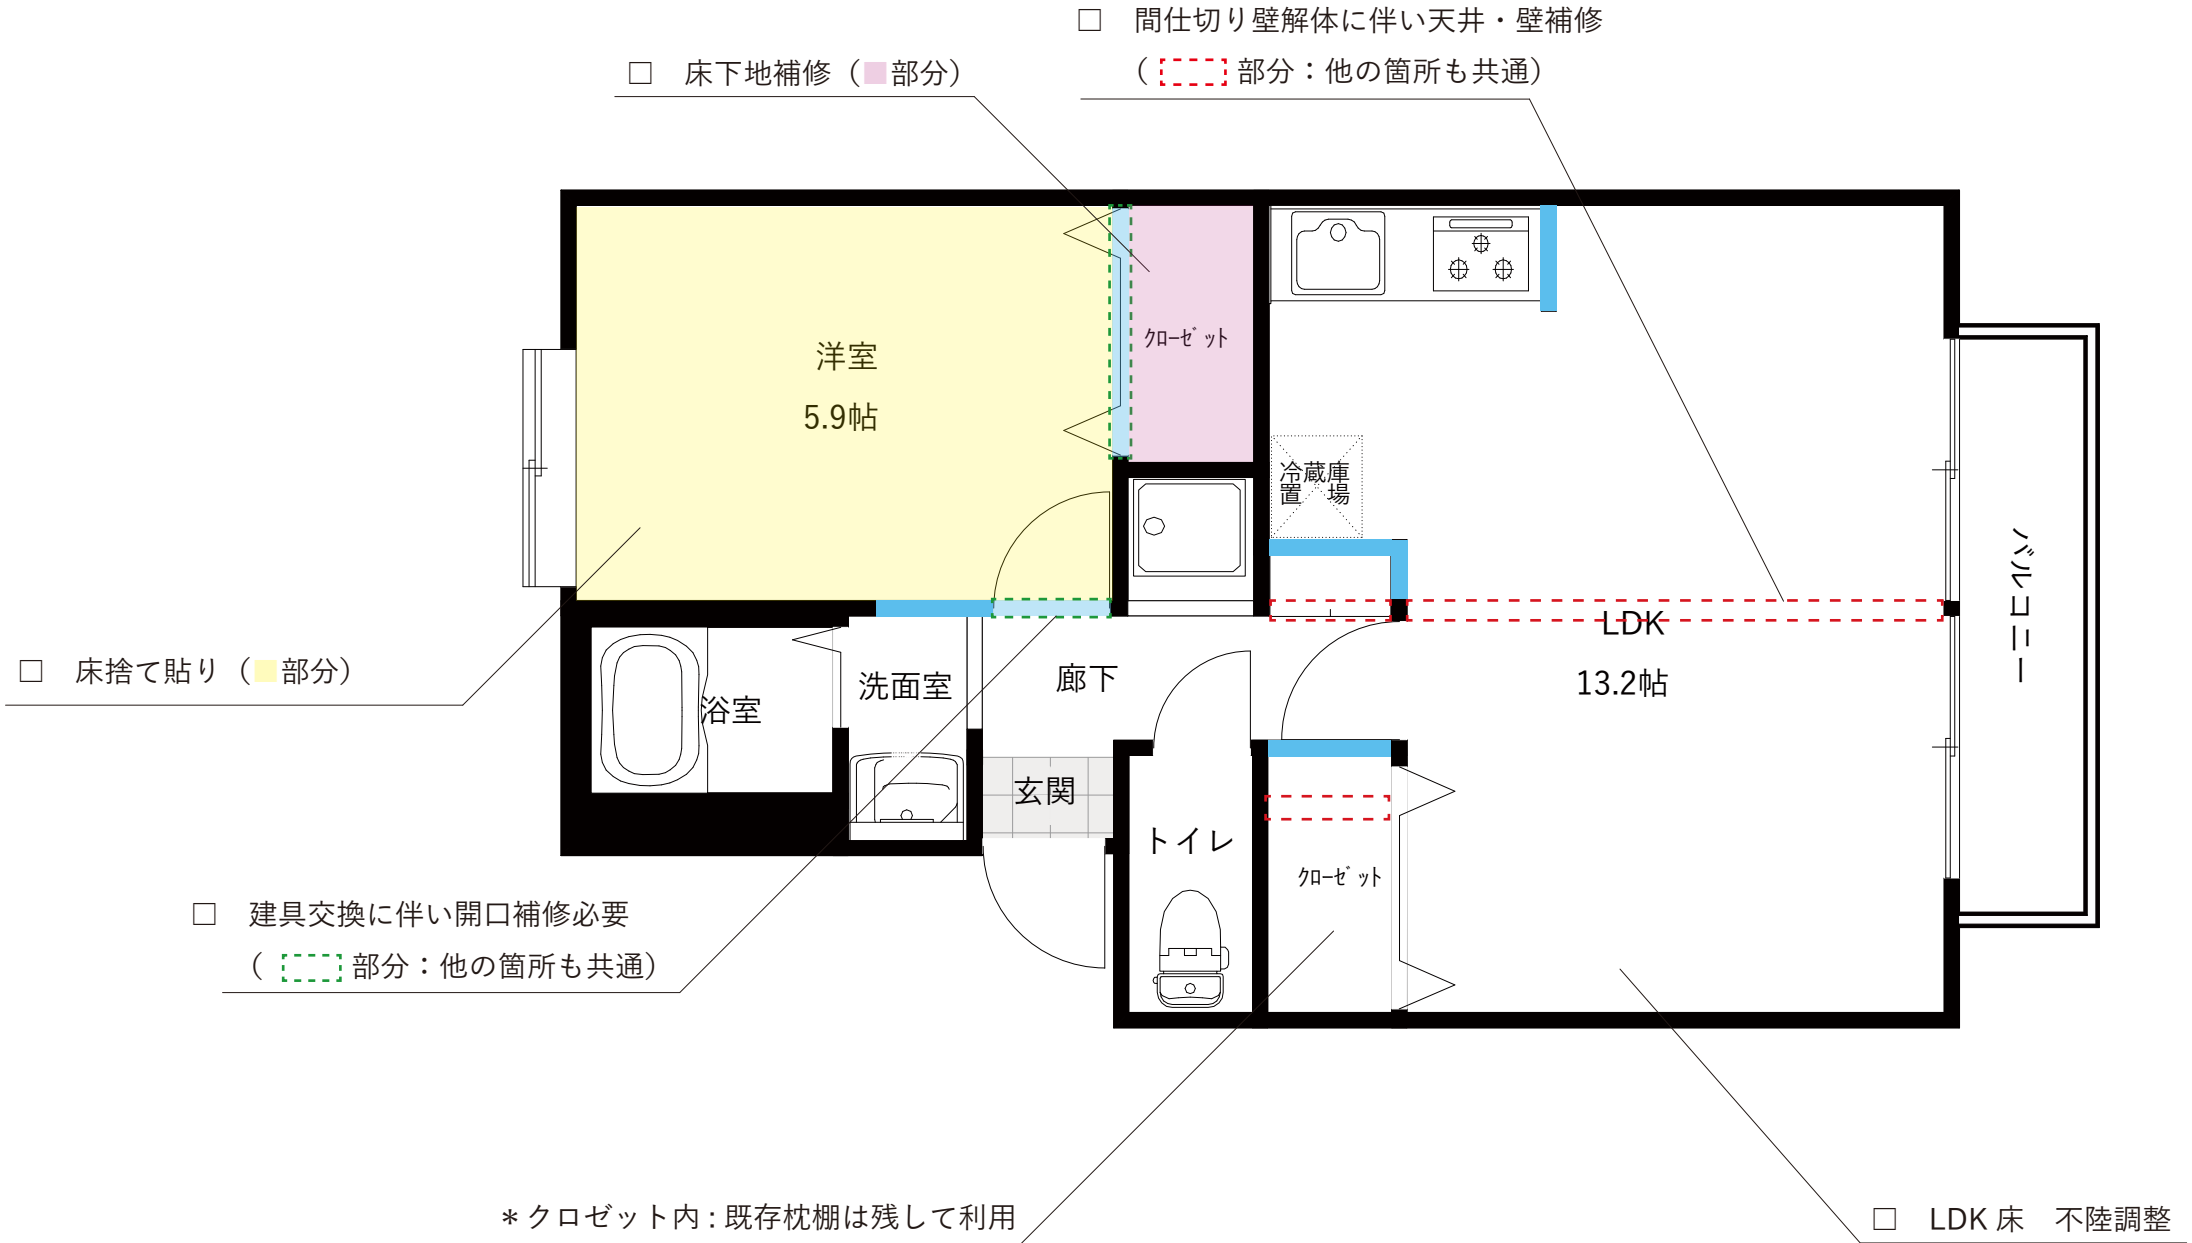 □ 間仕切り壁解体に伴い天井・壁補修
( 部分：他の箇所も共通)
□ 床下地補修（■部分）
クローゼット
洋室
5.9帖
冷蔵庫
置 場
バルコニー
LDK
13.2帖
□ 床捨て貼り（■部分）
浴室
洗面室
廊下
玄関
トイレ
クローゼット
□ 建具交換に伴い開口補修必要
( 部分：他の箇所も共通)
＊クロゼット内 : 既存枕棚は残して利用
□ LDK 床 不陸調整